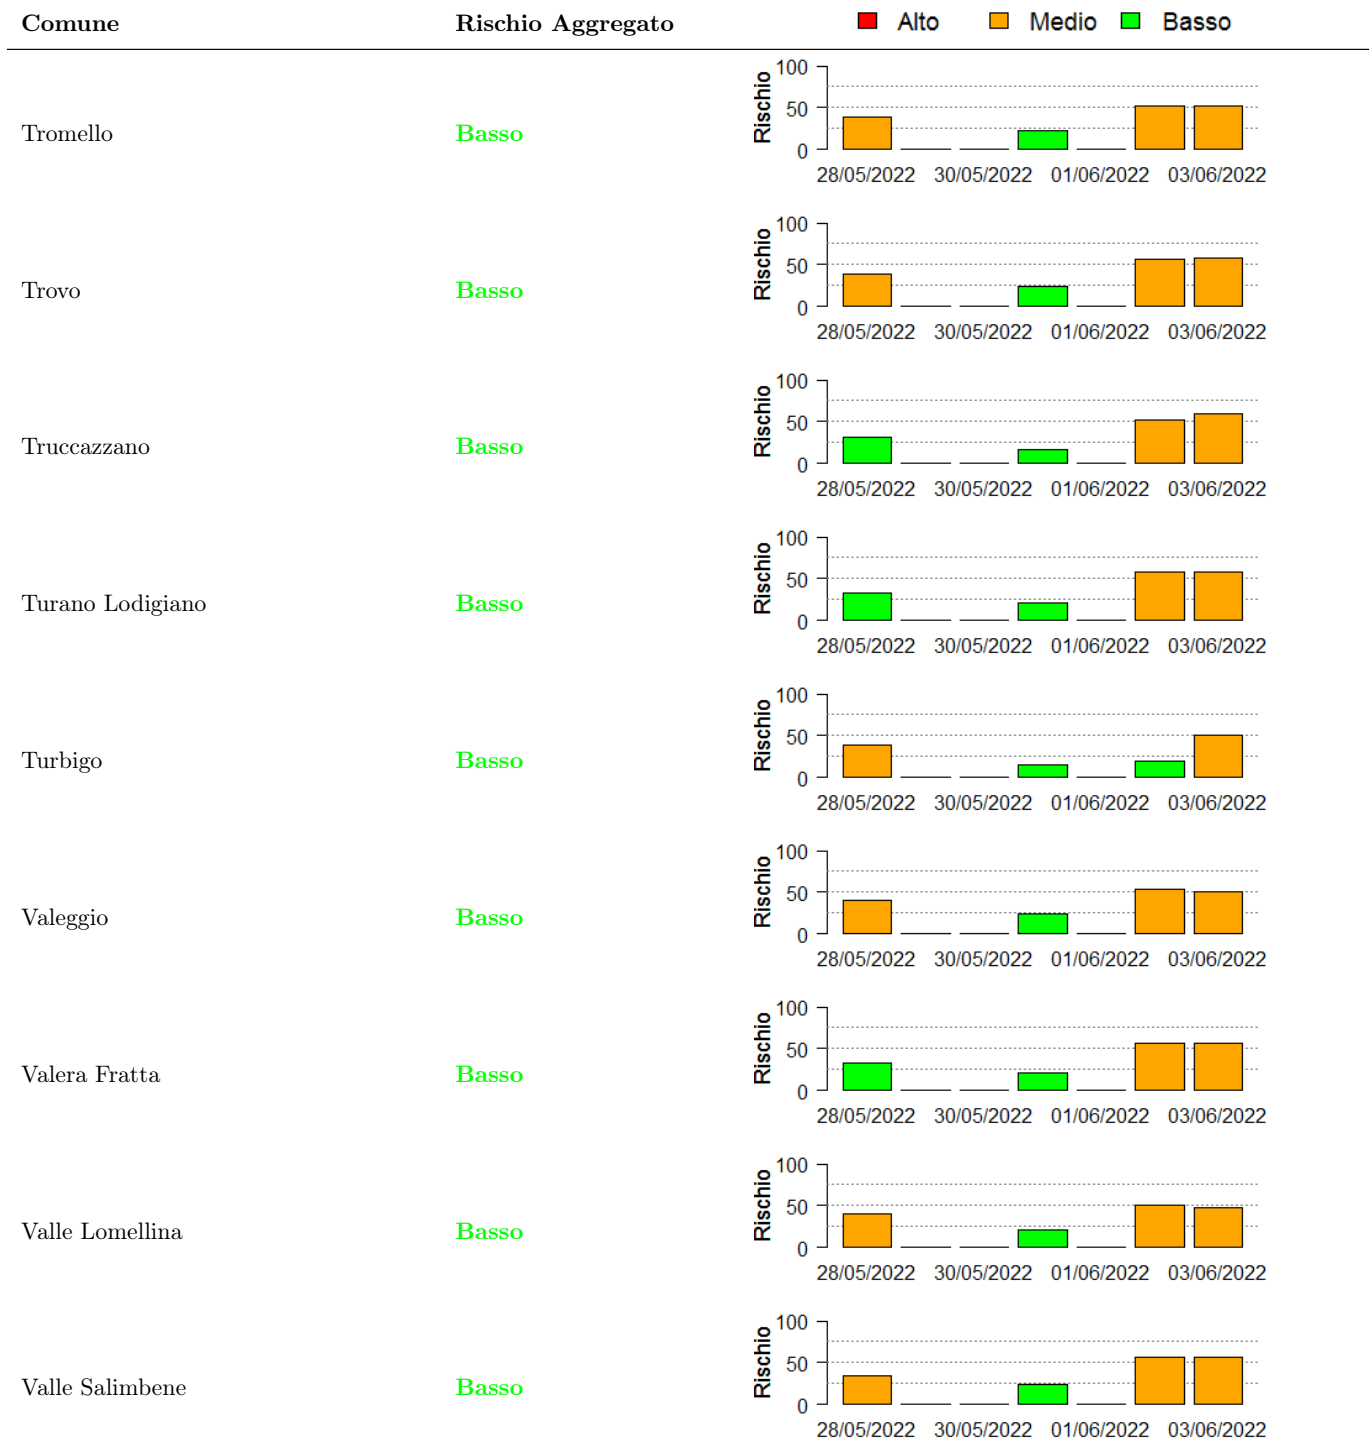 Comune Rischio Aggregato Alto Medio Basso
Tromello Basso
Rischio
100
50
0
28/05/2022 30/05/2022 01/06/2022 03/06/2022
Trovo Basso
Rischio
100
50
0
28/05/2022 30/05/2022 01/06/2022 03/06/2022
Truccazzano Basso
Rischio
100
50
0
28/05/2022 30/05/2022 01/06/2022 03/06/2022
Turano Lodigiano Basso
Rischio
100
50
0
28/05/2022 30/05/2022 01/06/2022 03/06/2022
Turbigo Basso
Rischio
100
50
0
28/05/2022 30/05/2022 01/06/2022 03/06/2022
Valeggio Basso
Rischio
100
50
0
28/05/2022 30/05/2022 01/06/2022 03/06/2022
Valera Fratta Basso
Rischio
100
50
0
28/05/2022 30/05/2022 01/06/2022 03/06/2022
Valle Lomellina Basso
Rischio
100
50
0
28/05/2022 30/05/2022 01/06/2022 03/06/2022
Valle Salimbene Basso
Rischio
100
50
0
28/05/2022 30/05/2022 01/06/2022 03/06/2022